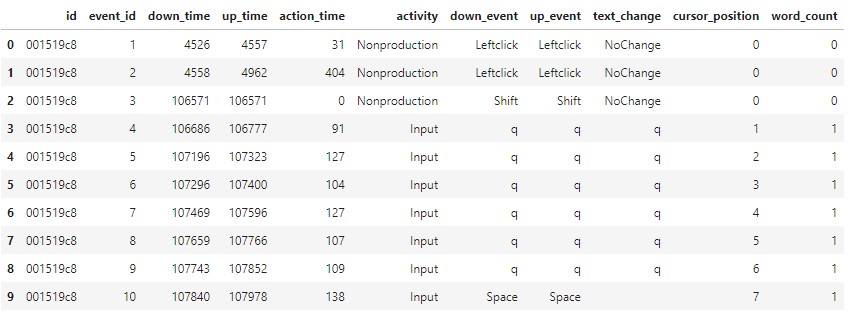 id event_id down_time up_time action_time activity down_event up_event text_change cursor_position word_count
0 001519c8 1 4526 4557 31 Nonproduction Leftclick Leftclick NoChange 0 0
1 001519c8 2 4558 4962 404 Nonproduction Leftclick Leftclick NoChange 0 0
2 001519c8 3 106571 106571 0 Nonproduction Shift Shift NoChange 0 0
3 001519c8 4 106686 106777 91 Input q q q 1 1
4 001519c8 5 107196 107323 127 Input q q q 2 1
5 001519c8 6 107296 107400 104 Input q q q 3 1
6 001519c8 7 107469 107596 127 Input q q q 4 1
7 001519c8 8 107659 107766 107 Input q q q 5 1
8 001519c8 9 107743 107852 109 Input q q q 6 1
9 001519c8 10 107840 107978 138 Input Space Space 7 1